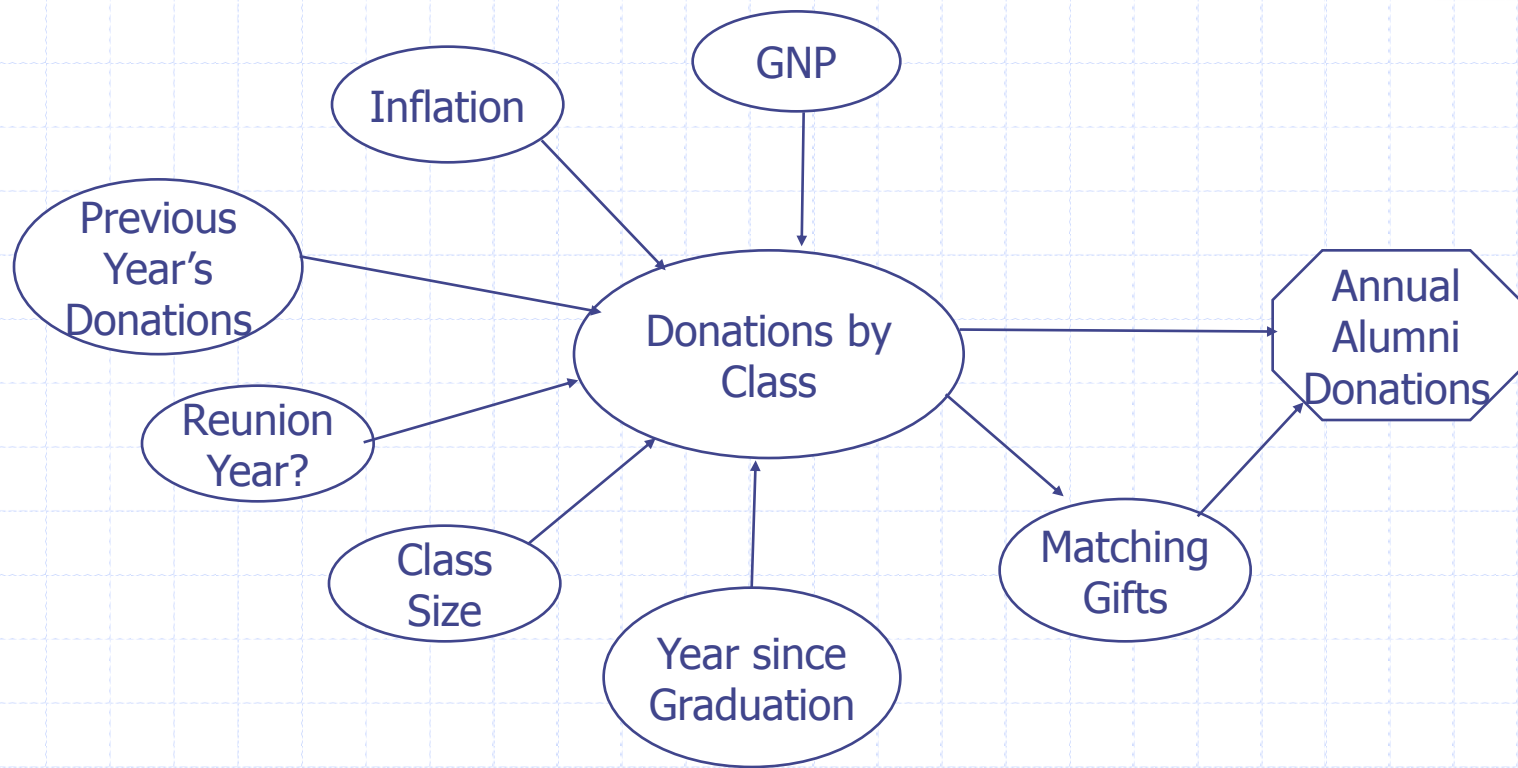 GNP
Inflation
Previous
Year’s
Donations
Donations by
Class
Annual
Alumni
Donations
Reunion
Year?
Class
Size
Matching
Gifts
Year since
Graduation